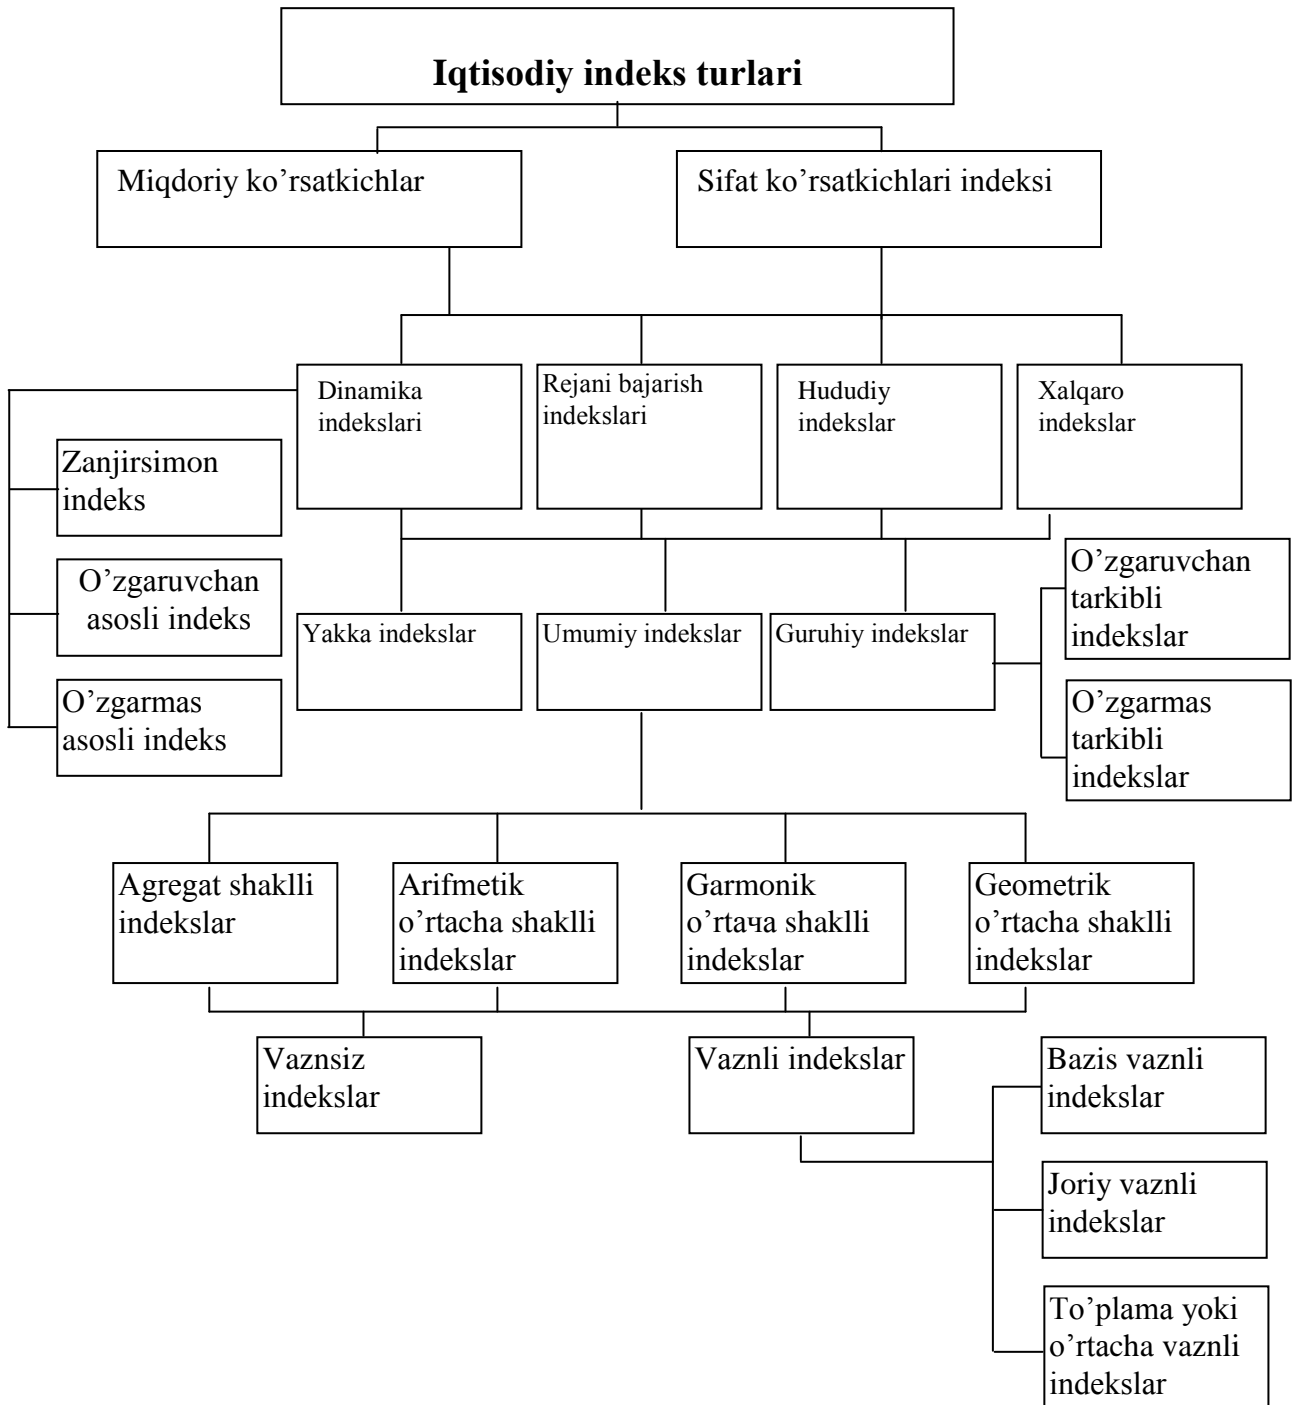 Iqtisodiy indeks turlari
Miqdoriy ko’rsatkichlar
Sifat ko’rsatkichlari indeksi
Dinamika
indekslari
Rejani bajarish
indekslari
Hududiy
indekslar
Xalqaro
indekslar
Zanjirsimon
indeks
O’zgaruvchan
asosli indeks
O’zgarmas
asosli indeks
Yakka indekslar
Umumiy indekslar
Guruhiy indekslar
O’zgaruvchan
tarkibli
indekslar
O’zgarmas
tarkibli
indekslar
Agregat shaklli
indekslar
Arifmetik
o’rtacha shaklli
indekslar
Garmonik
o’rtaча shaklli
indekslar
Geometrik
o’rtacha shaklli
indekslar
Vaznsiz
indekslar
Vaznli indekslar
Bazis vaznli
indekslar
Joriy vaznli
indekslar
To’plama yoki
o’rtacha vaznli
indekslar